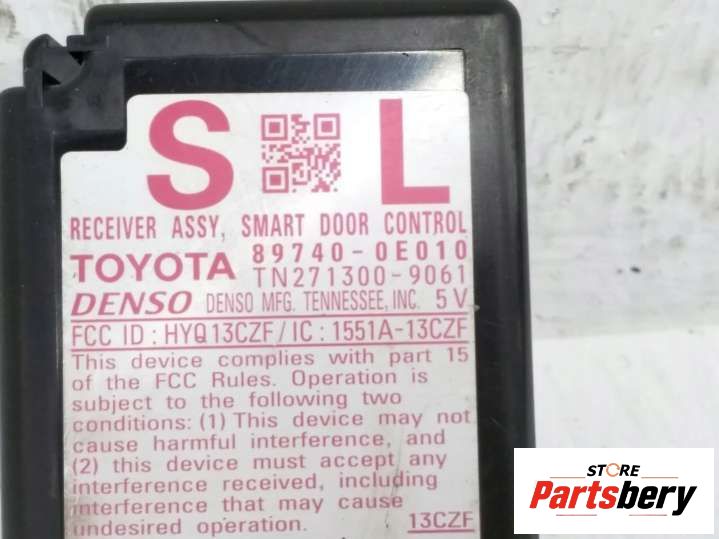 S L
RECEIVER ASSY, SMART DOOR CONTROL
TOYOTA 89740-0E010
TN271300-9061
DENSO DENSO MFG. TENNESSEE, INC. 5 V
FCC ID : HYQ13CZF / IC : 1551A-13CZF
This device complies with part 15
of the FCC Rules. Operation is
subject to the following two
conditions: (1) This device may not
cause harmful interference, and
(2) this device must accept any
interference received, including
interference that may cause
undesired operation. 13CZF
STORE
Partsbery